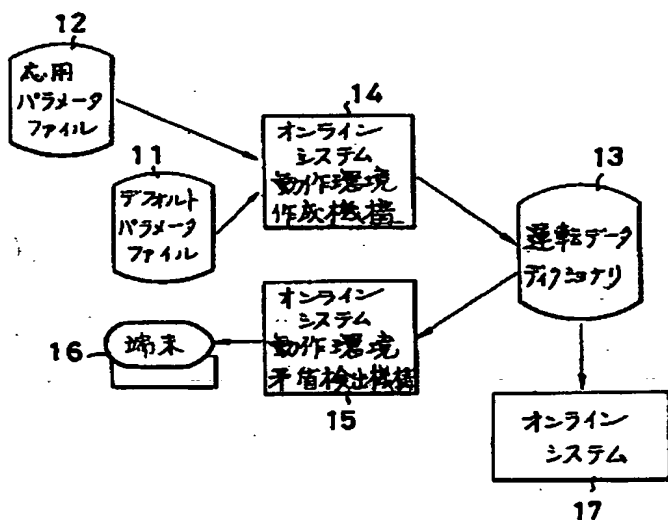 12
応用
パラメータ
ファイル
11
デフォルト
パラメータ
ファイル
14
オンライン
システム
動作環境
作成機構
13
運転データ
ディクショナリ
オンライン
システム
動作環境
矛盾検出機構
15
16
端末
オンライン
システム
17